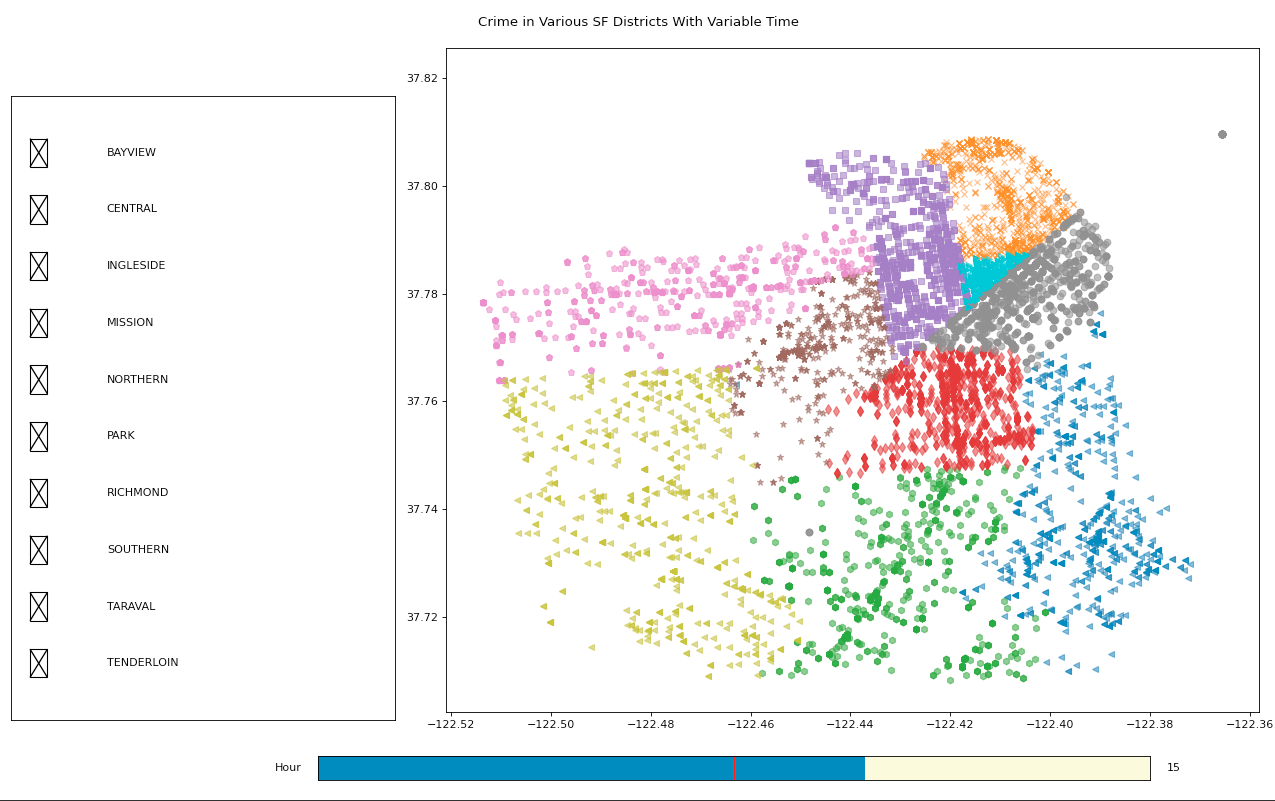 Crime in Various SF Districts With Variable Time
BAYVIEW
CENTRAL
INGLESIDE
MISSION
NORTHERN
PARK
RICHMOND
SOUTHERN
TARAVAL
TENDERLOIN
37.82
37.80
37.78
37.76
37.74
37.72
−122.52 −122.50 −122.48 −122.46 −122.44 −122.42 −122.40 −122.38 −122.36
Hour 15